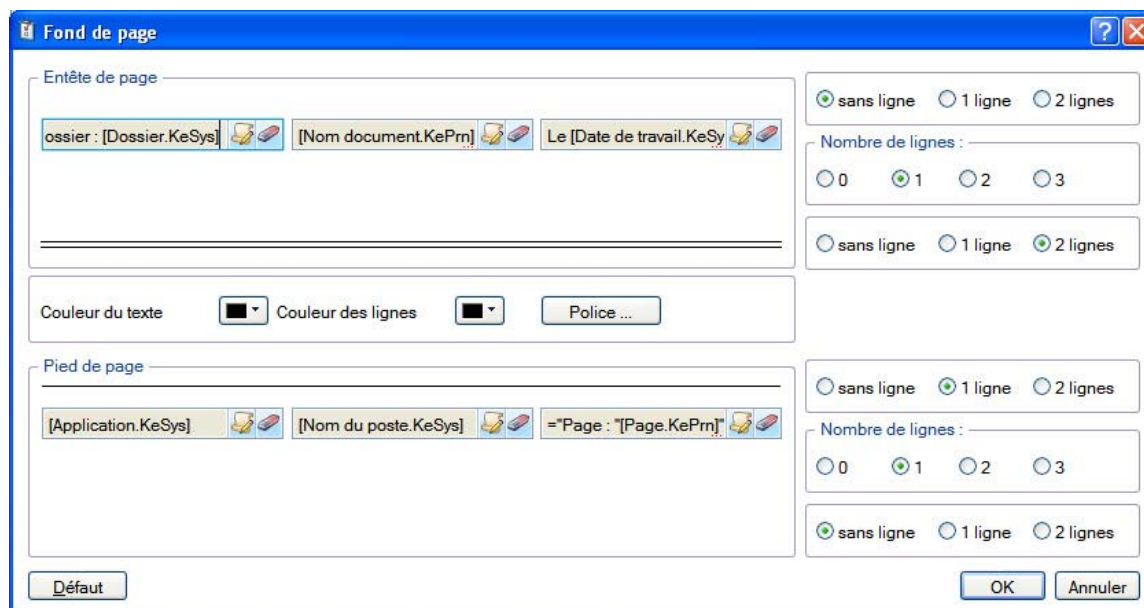 Fond de page
Entête de page
ossier : [Dossier.KeSys] [Nom document.KePrn] Le [Date de travail.KeSy
sans ligne 1 ligne 2 lignes
Nombre de lignes :
0 1 2 3
sans ligne 1 ligne 2 lignes
Couleur du texte Couleur des lignes Police ...
Pied de page
[Application.KeSys] [Nom du poste.KeSys] ="Page : "[Page.KePrn]"
sans ligne 1 ligne 2 lignes
Nombre de lignes :
0 1 2 3
sans ligne 1 ligne 2 lignes
Défaut OK Annuler